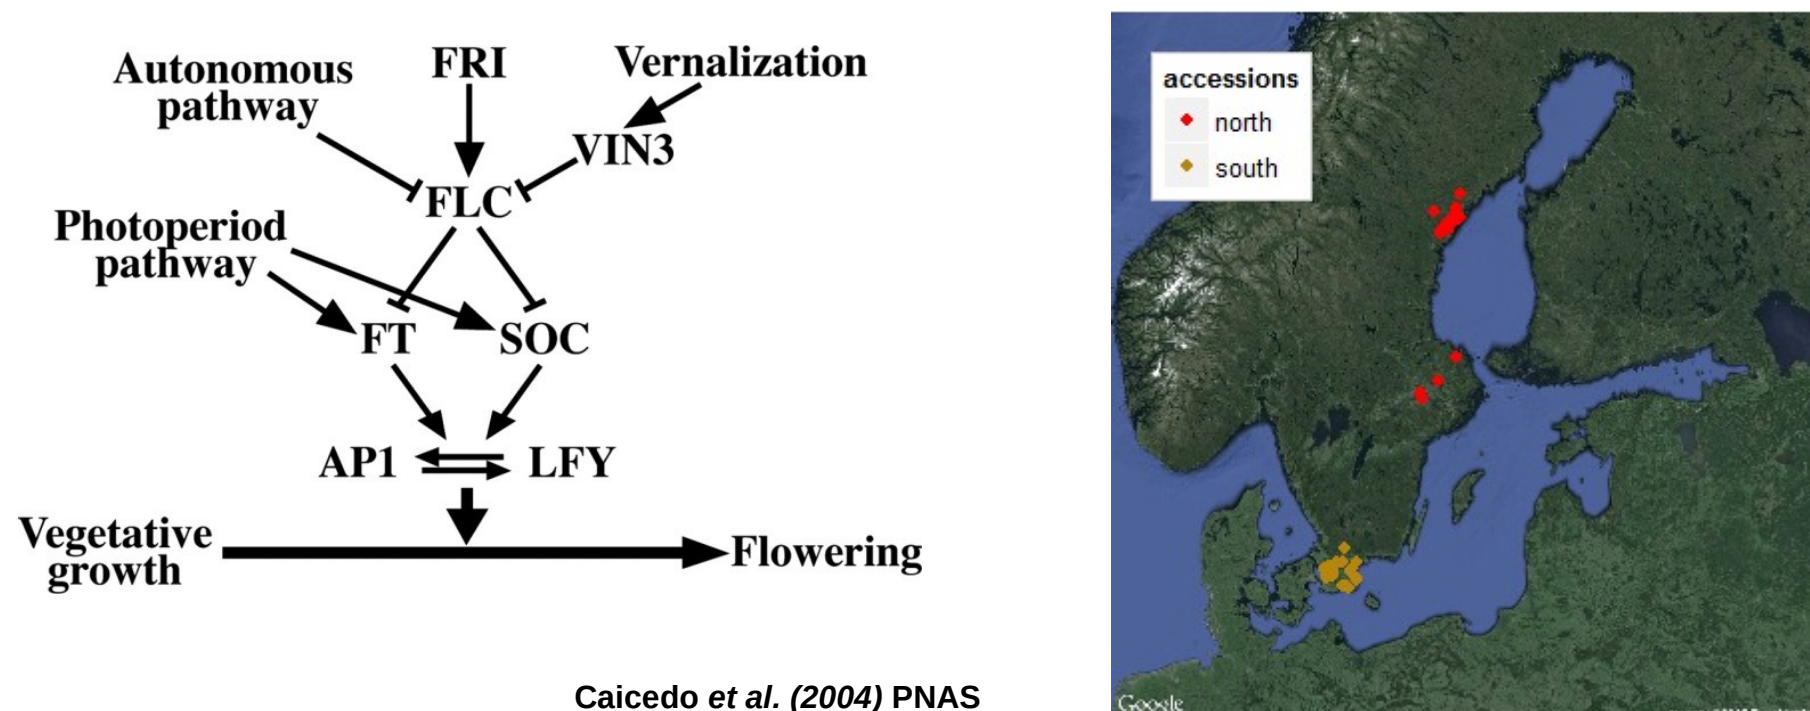 Autonomous
pathway
FRI
Vernalization
VIN3
FLC
Photoperiod
pathway
FT
SOC
AP1
LFY
Vegetative
growth
Flowering
Caicedo et al. (2004) PNAS
accessions
north
south
Google